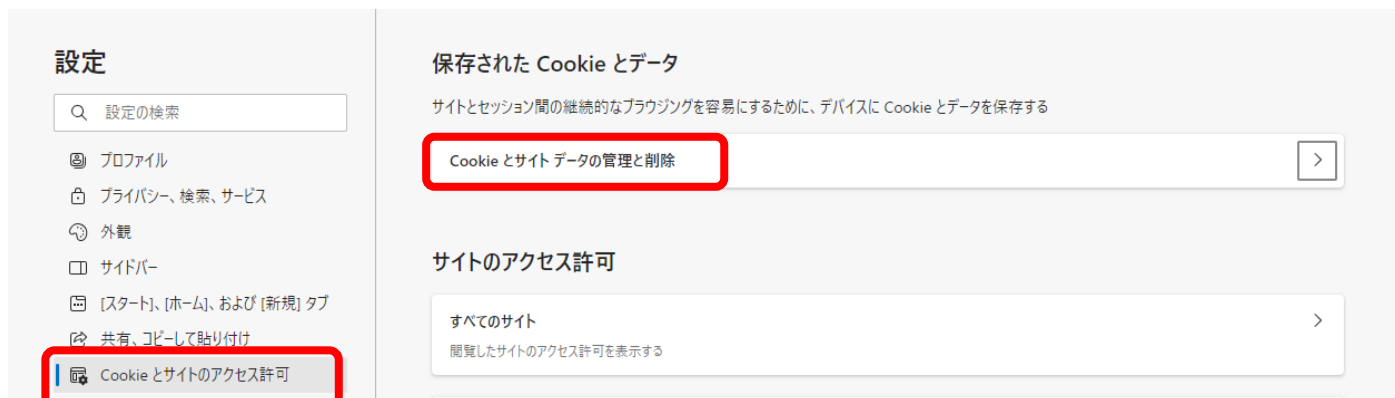 設定
設定の検索
プロファイル
プライバシー、検索、サービス
外観
サイドバー
[スタート]、[ホーム]、および [新規] タブ
共有、コピーして貼り付け
Cookie とサイトのアクセス許可
保存された Cookie とデータ
サイトとセッション間の継続的なブラウジングを容易にするために、デバイスに Cookie とデータを保存する
Cookie とサイト データの管理と削除
サイトのアクセス許可
すべてのサイト
閲覧したサイトのアクセス許可を表示する